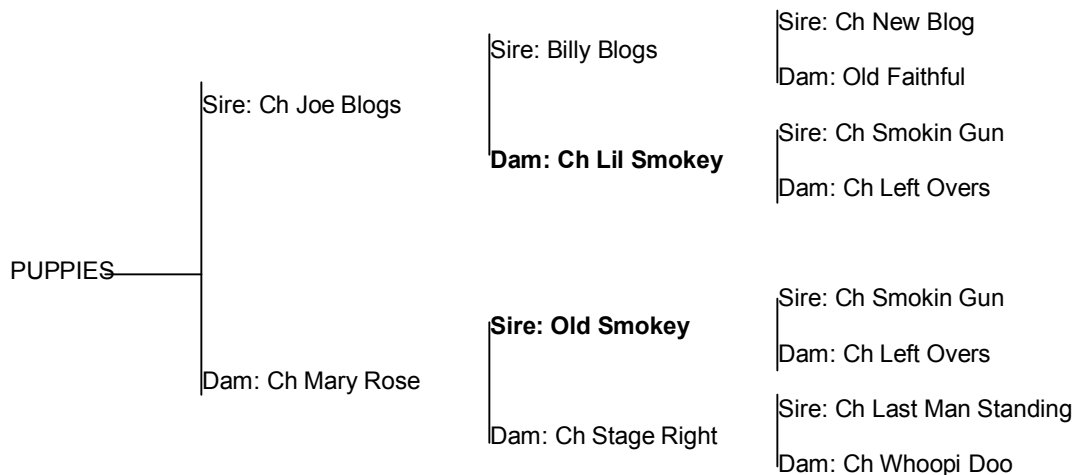 Sire: Ch New Blog
Sire: Billy Blogs
Dam: Old Faithful
Sire: Ch Joe Blogs
Sire: Ch Smokin Gun
Dam: Ch Lil Smokey
Dam: Ch Left Overs
PUPPIES
Sire: Ch Smokin Gun
Sire: Old Smokey
Dam: Ch Left Overs
Dam: Ch Mary Rose
Sire: Ch Last Man Standing
Dam: Ch Stage Right
Dam: Ch Whoopi Doo